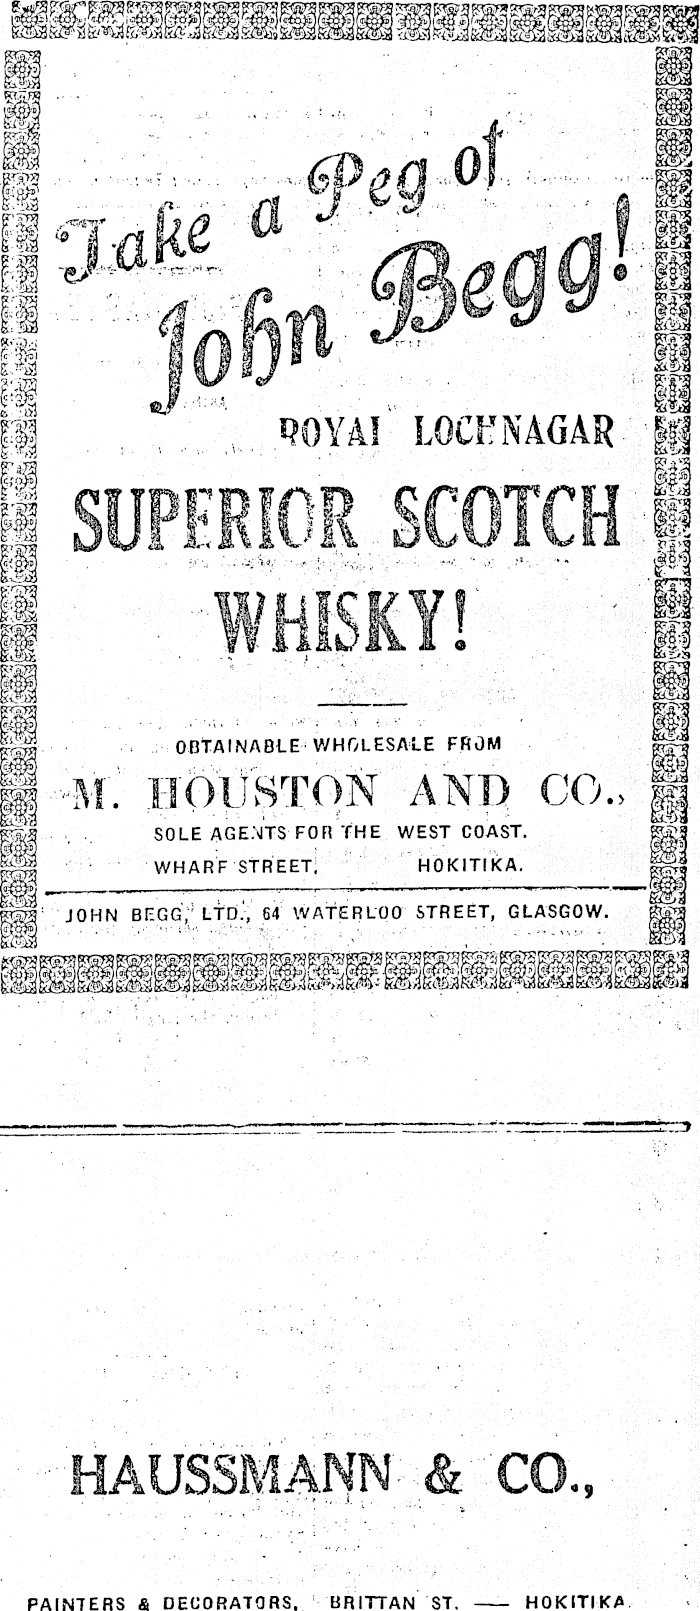 Take a Peg of
John Begg!
ROYAL LOCHNAGAR
SUPERIOR SCOTCH
WHISKY!
OBTAINABLE WHOLESALE FROM
M. HOUSTON AND CO.,
SOLE AGENTS FOR THE WEST COAST.
WHARF STREET, HOKITIKA.
JOHN BEGG, LTD., 64 WATERLOO STREET, GLASGOW.
HAUSSMANN & CO.,
PAINTERS & DECORATORS, BRITTAN ST. — HOKITIKA.